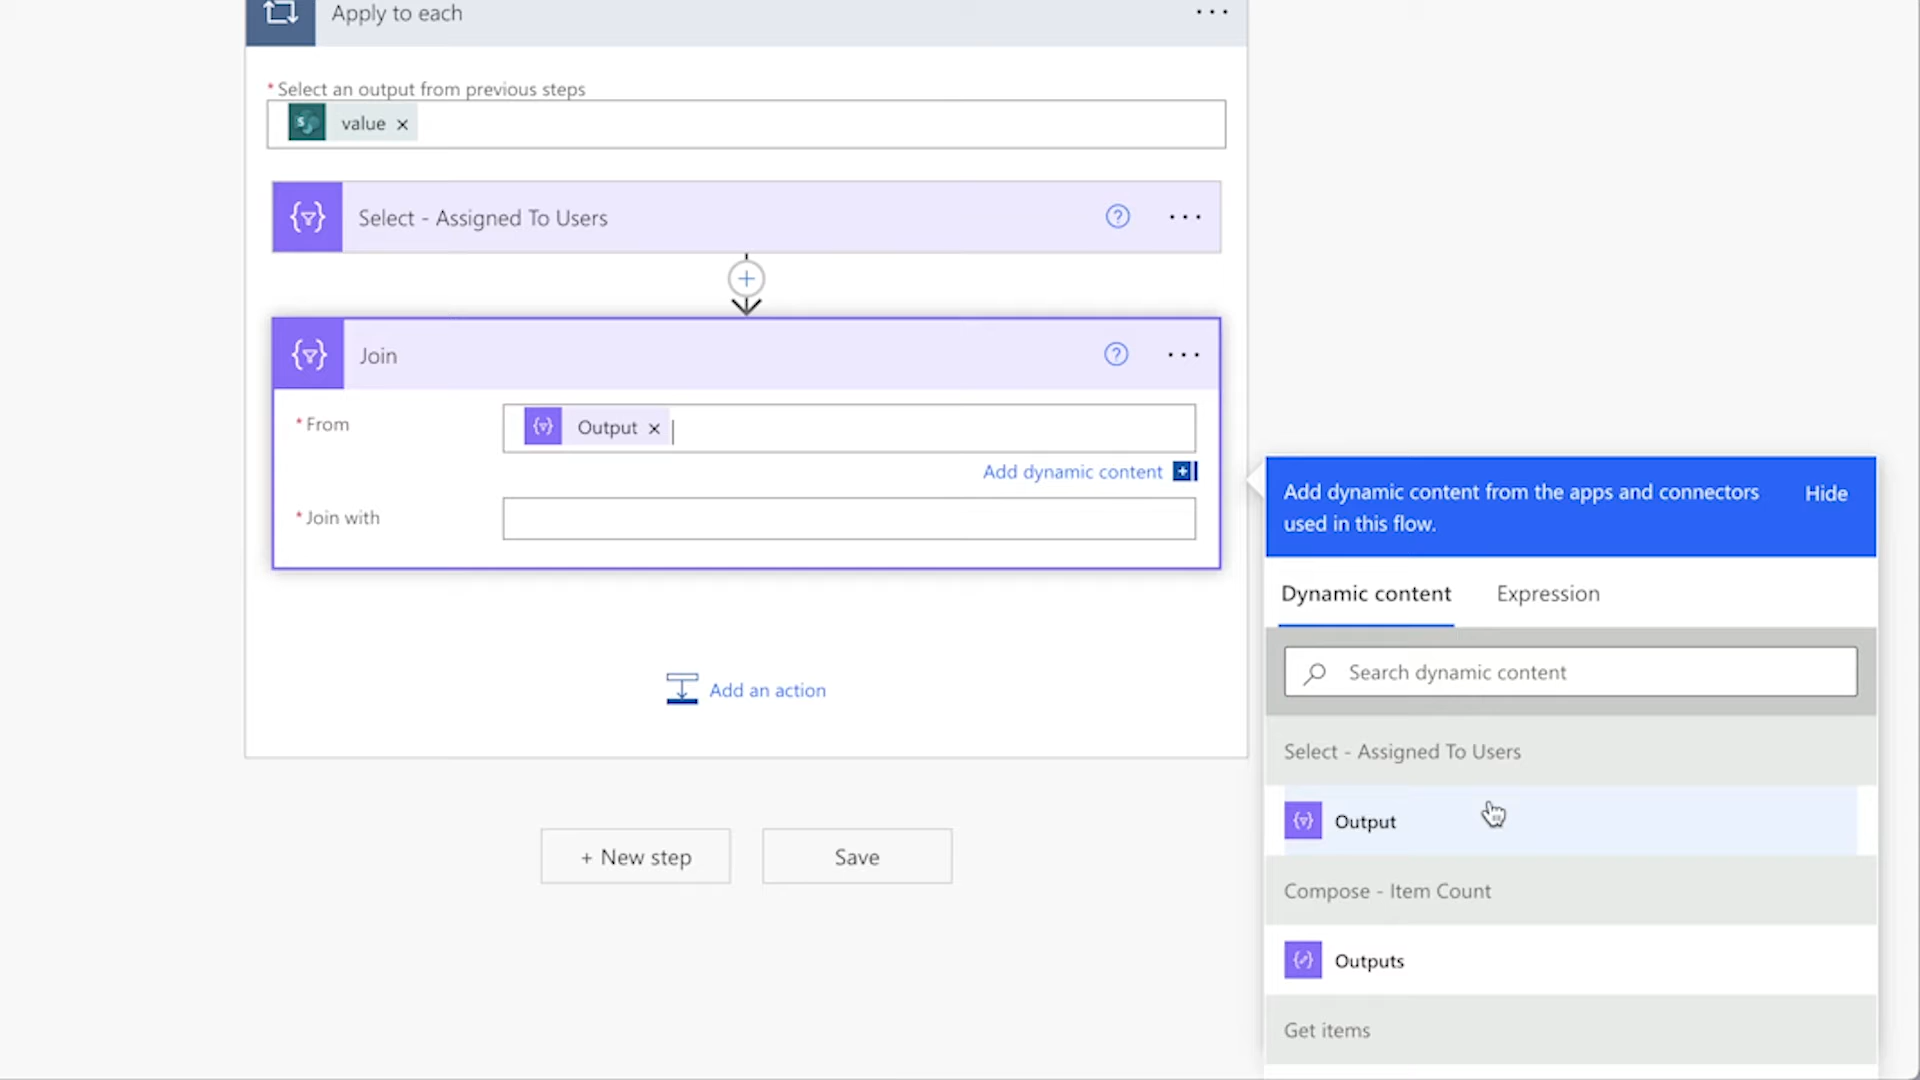 Apply to each
* Select an output from previous steps
value
Select - Assigned To Users
Join
* From
Output
Add dynamic content
* Join with
Add an action
+ New step
Save
Add dynamic content from the apps and connectors
used in this flow.
Hide
Dynamic content
Expression
Search dynamic content
Select - Assigned To Users
Output
Compose - Item Count
Outputs
Get items